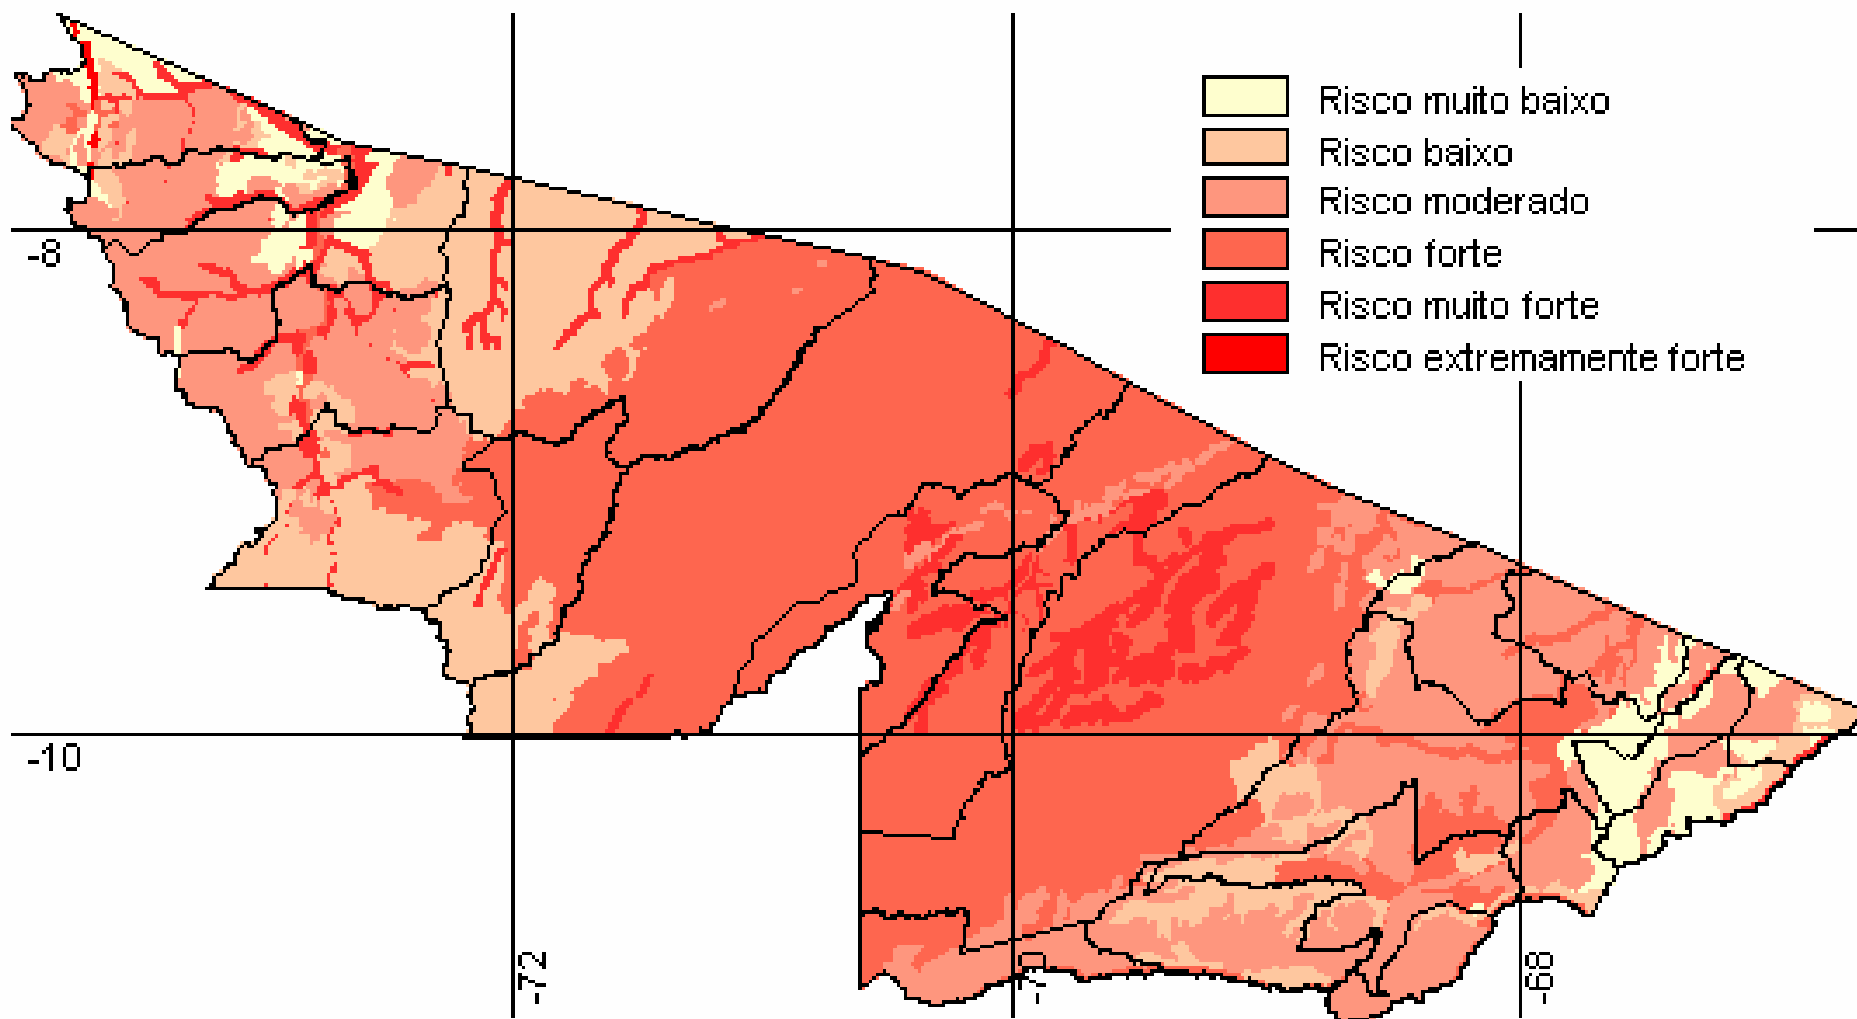 Risco muito baixo
Risco baixo
Risco moderado
Risco forte
Risco muito forte
Risco extremamente forte
-8
-10
-72
-70
-68